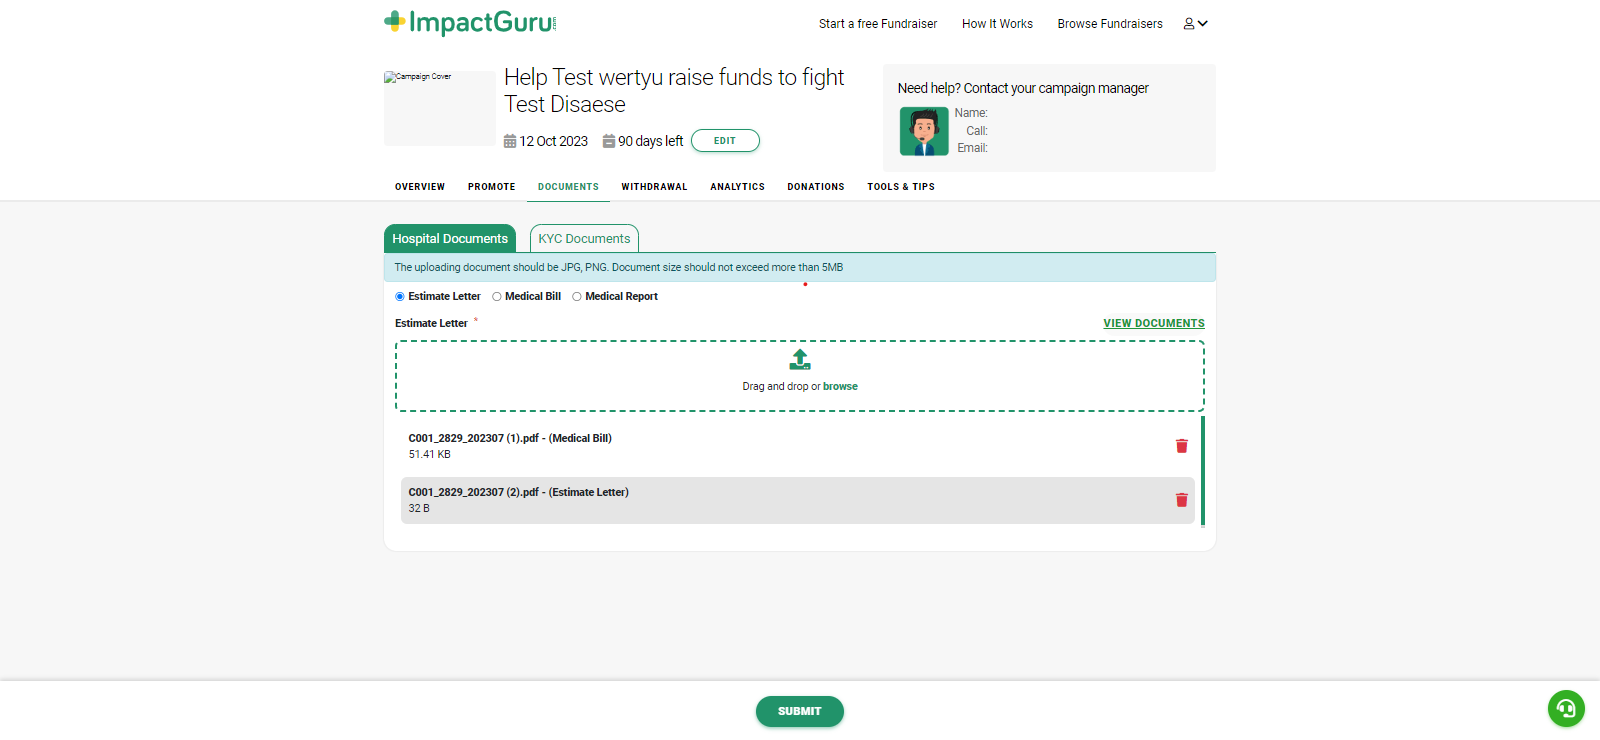 ImpactGuru.com
Start a free Fundraiser How It Works Browse Fundraisers
Campaign Cover
Help Test wertyu raise funds to fight
Test Disaese
12 Oct 2023 90 days left EDIT
Need help? Contact your campaign manager
Name:
Call:
Email:
OVERVIEW PROMOTE DOCUMENTS WITHDRAWAL ANALYTICS DONATIONS TOOLS & TIPS
Hospital Documents KYC Documents
The uploading document should be JPG, PNG. Document size should not exceed more than 5MB
Estimate Letter Medical Bill Medical Report
Estimate Letter * VIEW DOCUMENTS
Drag and drop or browse
C001_2829_202307 (1).pdf - (Medical Bill)
51.41 KB
C001_2829_202307 (2).pdf - (Estimate Letter)
32 B
SUBMIT